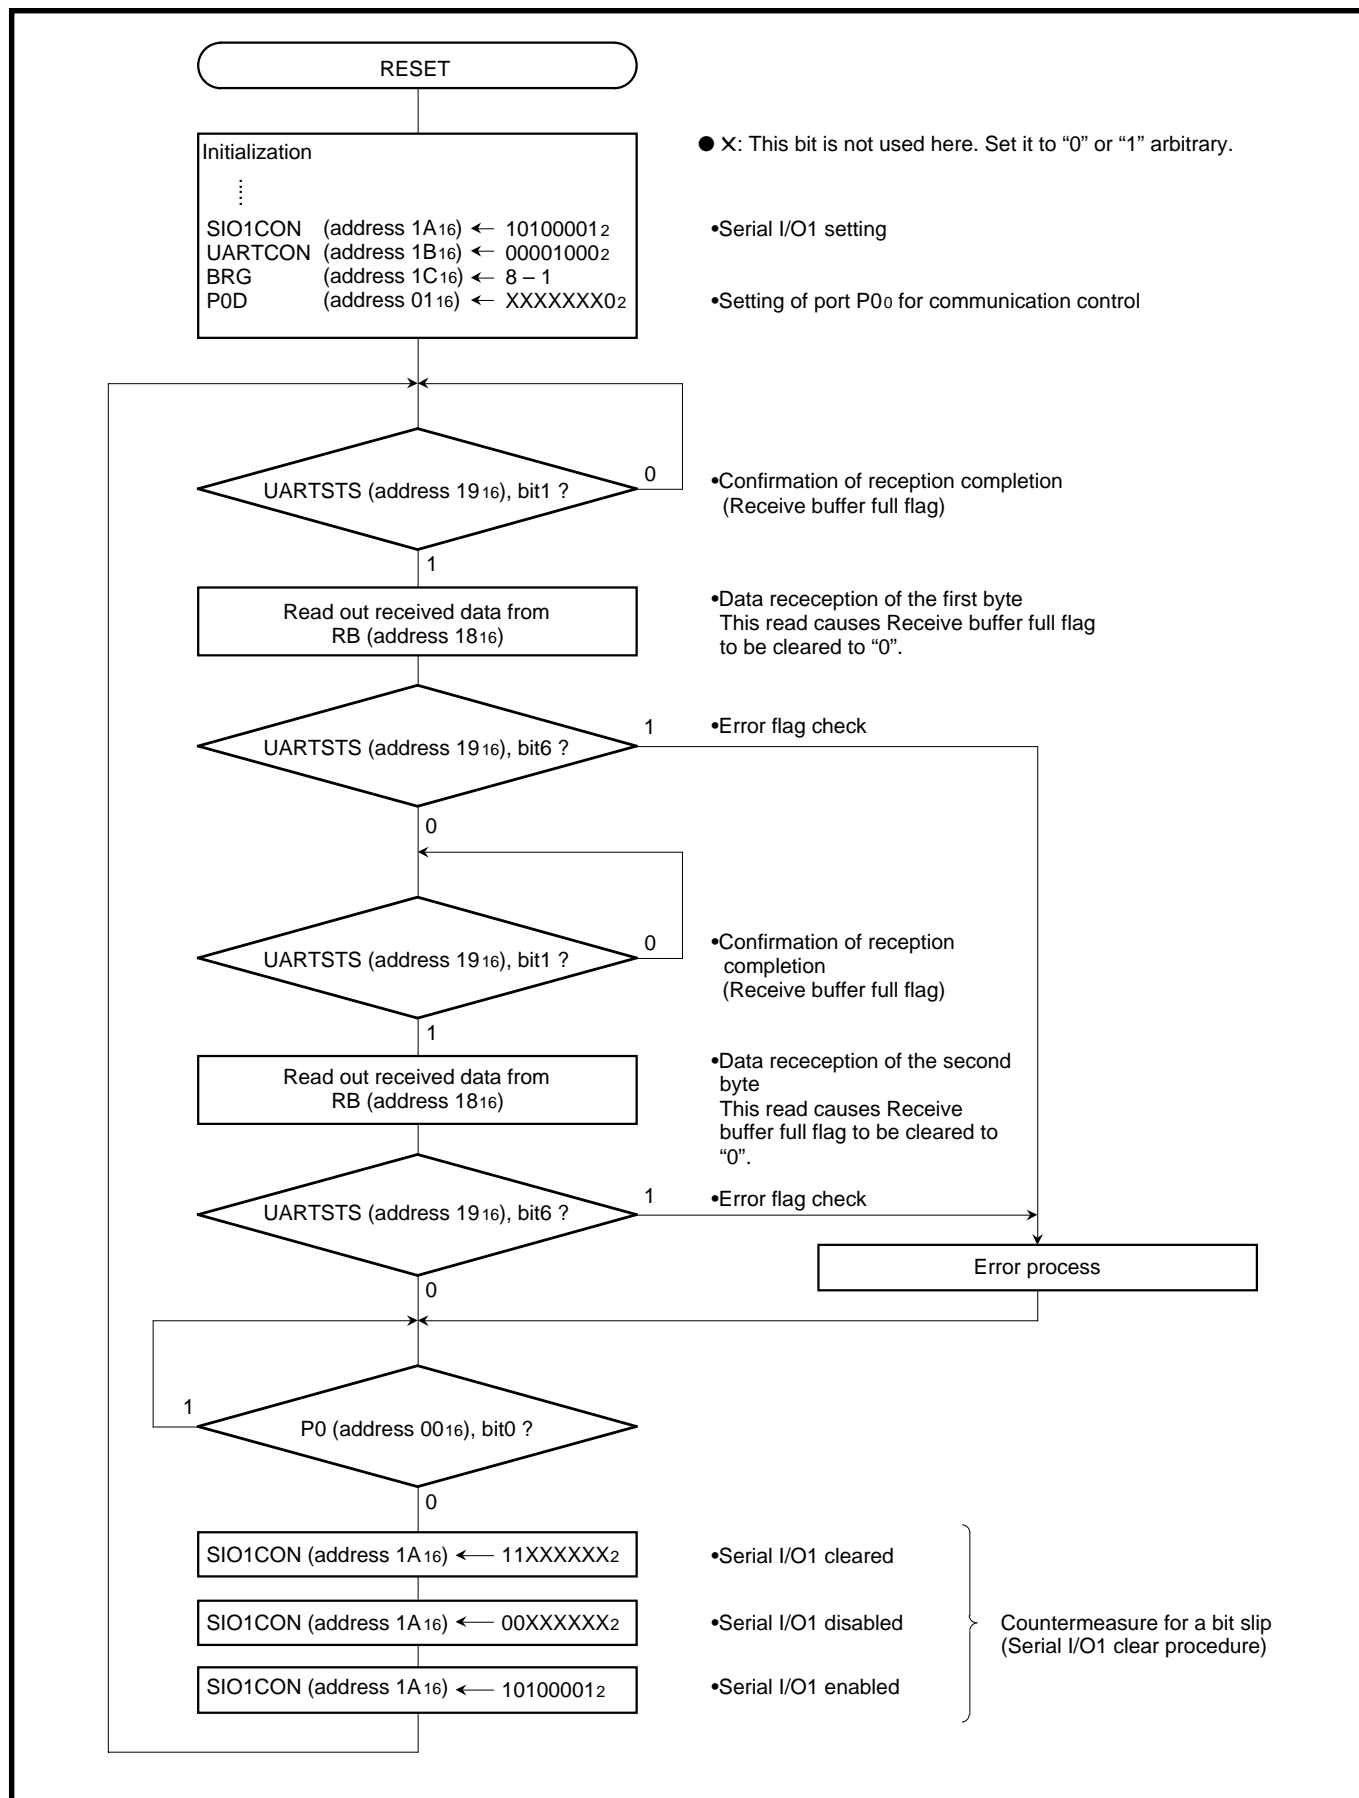 RESET
Initialization
● X: This bit is not used here. Set it to “0” or “1” arbitrary.
SIO1CON (address 1A16) ← 101000012 •Serial I/O1 setting
UARTCON (address 1B16) ← 000010002
BRG (address 1C16) ← 8 – 1
P0D (address 0116) ← XXXXXXX02 •Setting of port P00 for communication control
UARTSTS (address 1916), bit1 ? 0
•Confirmation of reception completion
(Receive buffer full flag)
1
Read out received data from
RB (address 1816)
•Data receception of the first byte
This read causes Receive buffer full flag
to be cleared to “0”.
UARTSTS (address 1916), bit6 ? 1 •Error flag check
0
UARTSTS (address 1916), bit1 ? 0
•Confirmation of reception
completion
(Receive buffer full flag)
1
Read out received data from
RB (address 1816)
•Data receception of the second
byte
This read causes Receive
buffer full flag to be cleared to
“0”.
UARTSTS (address 1916), bit6 ? 1 •Error flag check
Error process
0
1
P0 (address 0016), bit0 ?
0
SIO1CON (address 1A16) ← 11XXXXXX2 •Serial I/O1 cleared
SIO1CON (address 1A16) ← 00XXXXXX2 •Serial I/O1 disabled
Countermeasure for a bit slip
(Serial I/O1 clear procedure)
SIO1CON (address 1A16) ← 101000012 •Serial I/O1 enabled